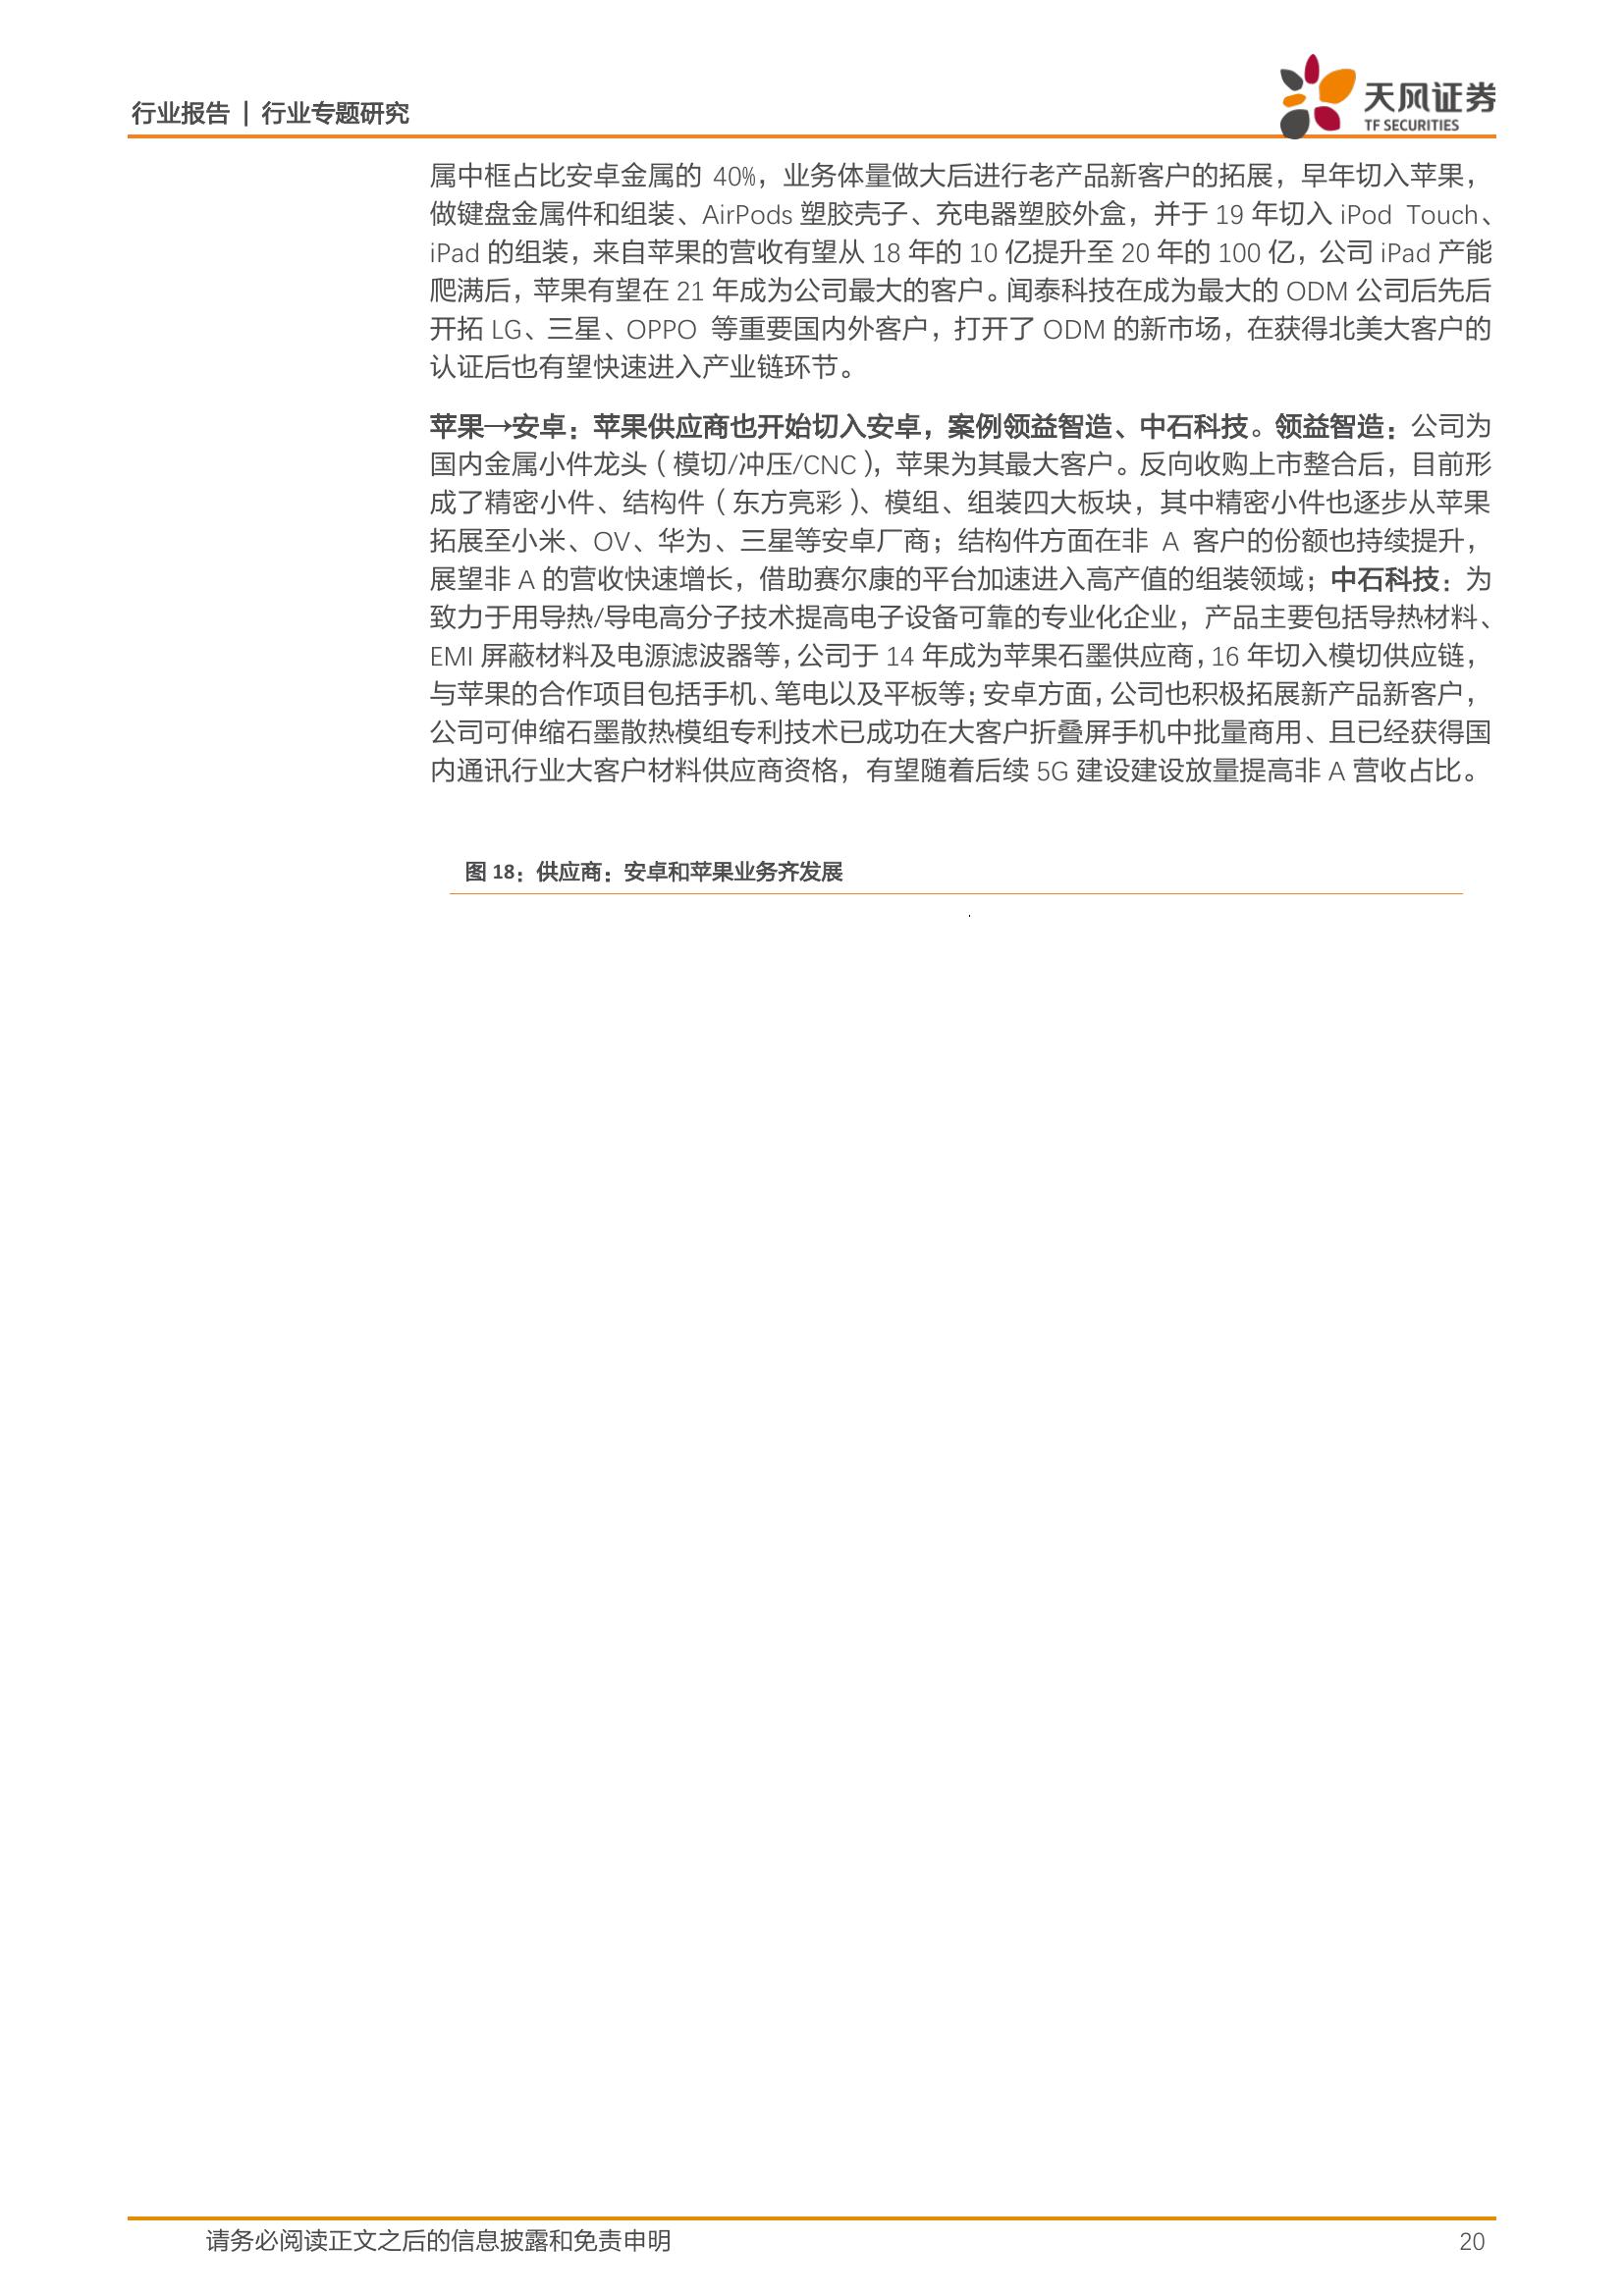 行业报告 | 行业专题研究
天风证券
TF SECURITIES
属中框占比安卓金属的 40%，业务体量做大后进行老产品新客户的拓展，早年切入苹果，
做键盘金属件和组装、AirPods 塑胶壳子、充电器塑胶外盒，并于 19 年切入 iPod Touch、
iPad 的组装，来自苹果的营收有望从 18 年的 10 亿提升至 20 年的 100 亿，公司 iPad 产能
爬满后，苹果有望在 21 年成为公司最大的客户。闻泰科技在成为最大的 ODM 公司后先后
开拓 LG、三星、OPPO 等重要国内外客户，打开了 ODM 的新市场，在获得北美大客户的
认证后也有望快速进入产业链环节。
苹果→安卓：苹果供应商也开始切入安卓，案例领益智造、中石科技。领益智造：公司为
国内金属小件龙头（模切/冲压/CNC），苹果为其最大客户。反向收购上市整合后，目前形
成了精密小件、结构件（东方亮彩）、模组、组装四大板块，其中精密小件也逐步从苹果
拓展至小米、OV、华为、三星等安卓厂商；结构件方面在非 A 客户的份额也持续提升，
展望非 A 的营收快速增长，借助赛尔康的平台加速进入高产值的组装领域；中石科技：为
致力于用导热/导电高分子技术提高电子设备可靠的专业化企业，产品主要包括导热材料、
EMI 屏蔽材料及电源滤波器等，公司于 14 年成为苹果石墨供应商，16 年切入模切供应链，
与苹果的合作项目包括手机、笔电以及平板等；安卓方面，公司也积极拓展新产品新客户，
公司可伸缩石墨散热模组专利技术已成功在大客户折叠屏手机中批量商用、且已经获得国
内通讯行业大客户材料供应商资格，有望随着后续 5G 建设建设放量提高非 A 营收占比。
图 18：供应商：安卓和苹果业务齐发展
请务必阅读正文之后的信息披露和免责申明
20